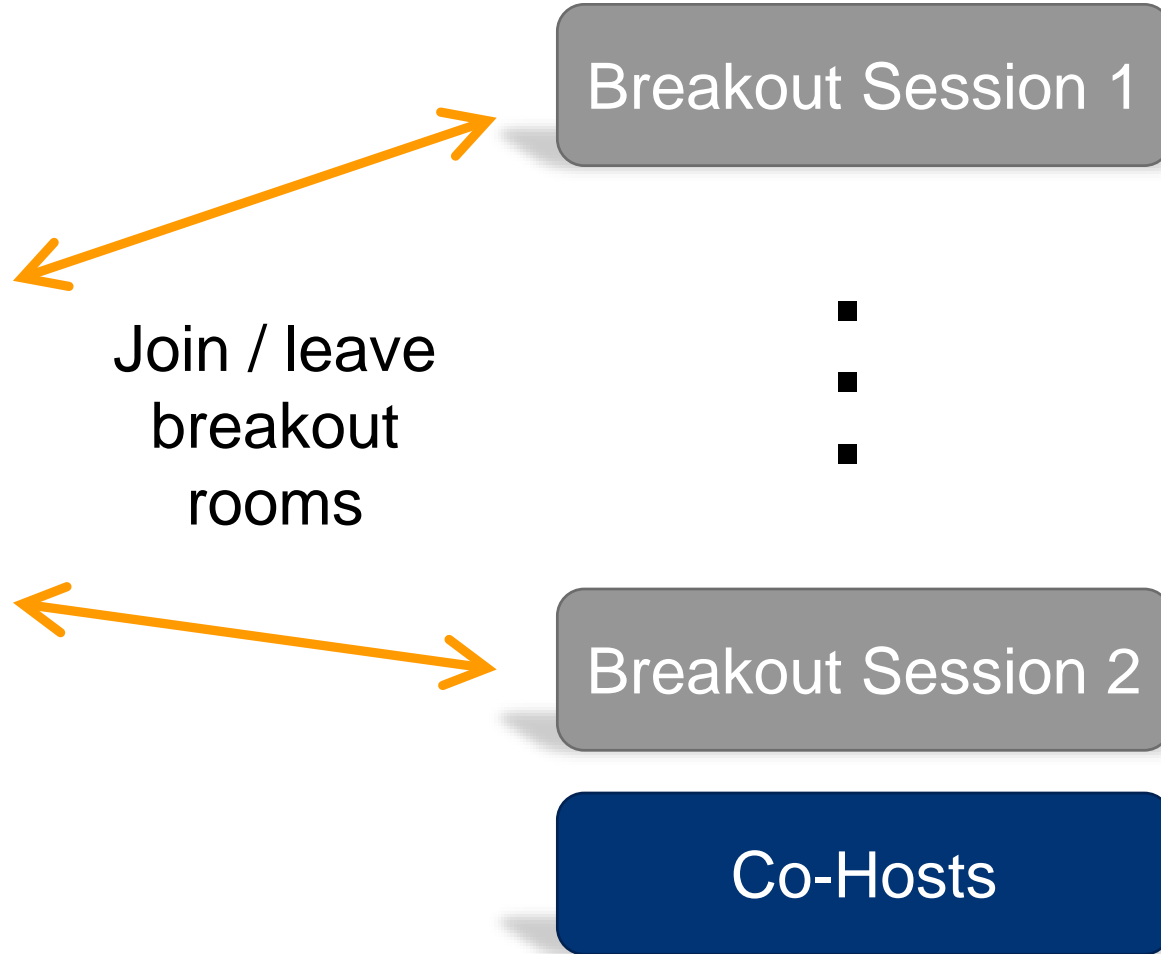 Breakout Session 1
Join / leave
breakout
rooms
Breakout Session 2
Co-Hosts